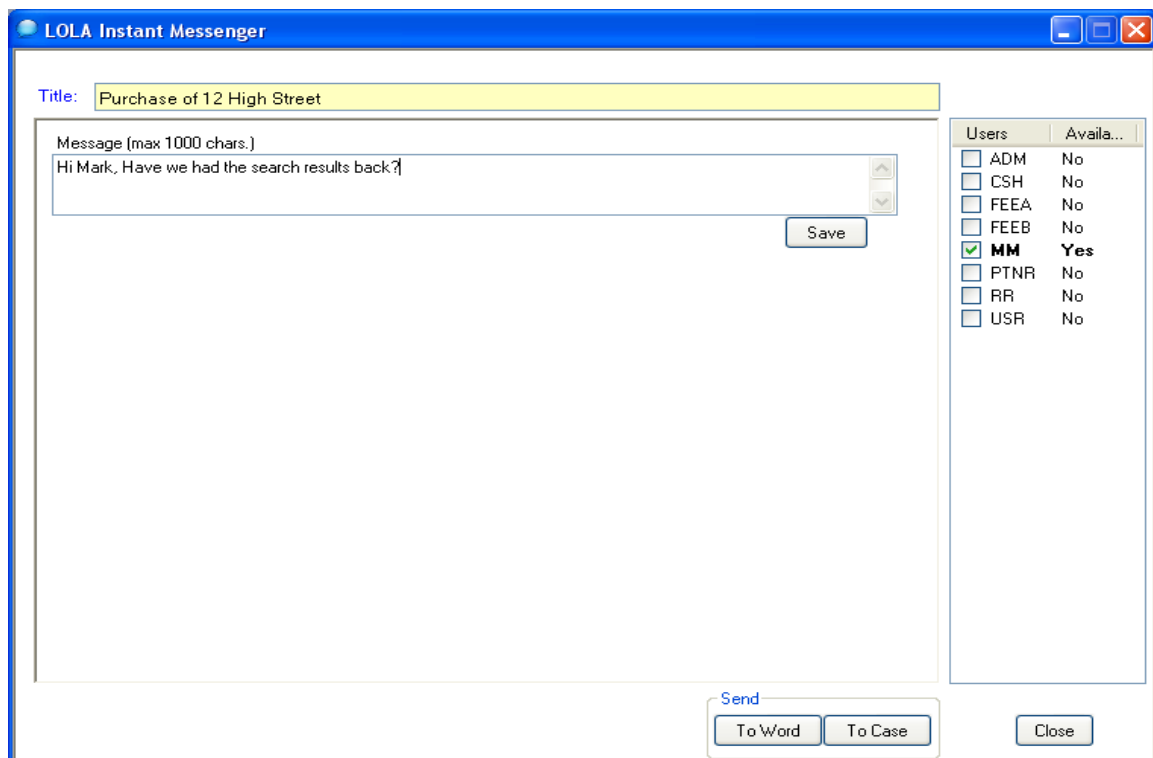 LOLA Instant Messenger
Title: Purchase of 12 High Street
Message (max 1000 chars.)
Hi Mark, Have we had the search results back?
Save
Users Availa...
ADM No
CSH No
FEEA No
FEEB No
MM Yes
PTNR No
RR No
USR No
Send
To Word To Case
Close